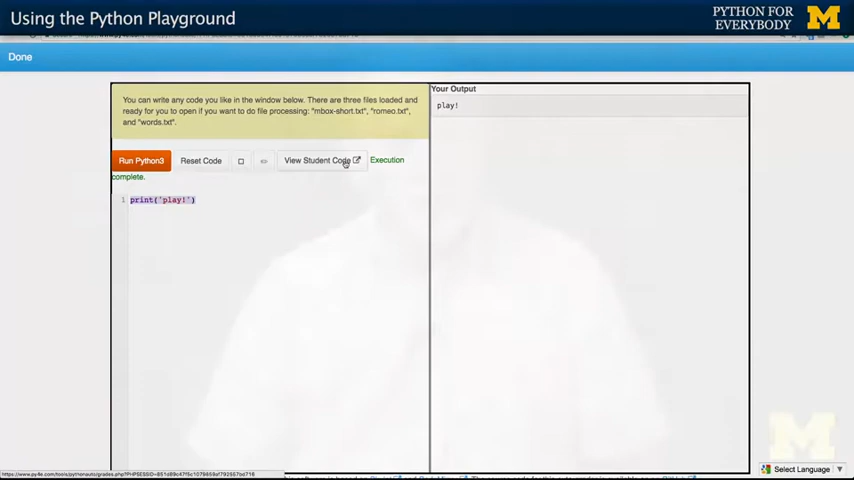 Using the Python Playground
PYTHON FOR
EVERYBODY
Done
You can write any code you like in the window below. There are three files loaded and
ready for you to open if you want to do file processing: "mbox-short.txt", "romeo.txt",
and "words.txt".
Run Python3 Reset Code View Student Code Execution
complete.
1 print('play!')
Your Output
play!
Select Language